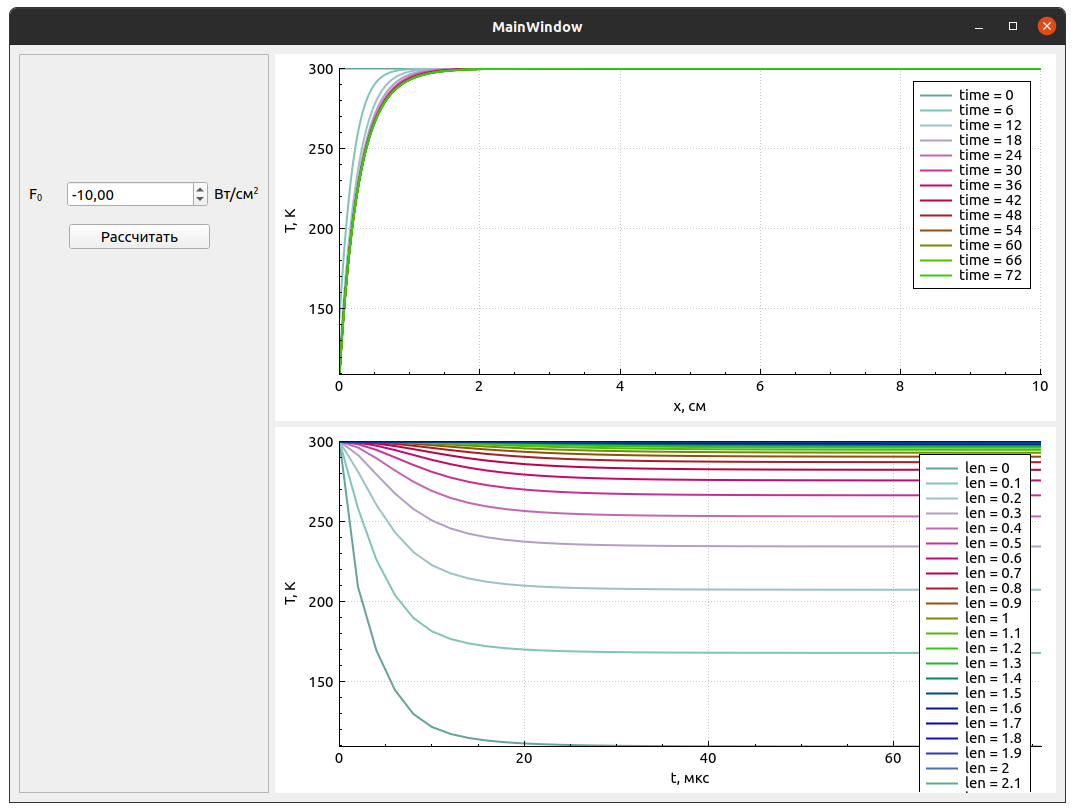 MainWindow
F₀ -10,00 Вт/см²
Рассчитать
300
250
200
150
T, K
0 2 4 6 8 10
x, см
time = 0
time = 6
time = 12
time = 18
time = 24
time = 30
time = 36
time = 42
time = 48
time = 54
time = 60
time = 66
time = 72
300
250
200
150
T, K
0 20 40 60
t, мкс
len = 0
len = 0.1
len = 0.2
len = 0.3
len = 0.4
len = 0.5
len = 0.6
len = 0.7
len = 0.8
len = 0.9
len = 1
len = 1.1
len = 1.2
len = 1.3
len = 1.4
len = 1.5
len = 1.6
len = 1.7
len = 1.8
len = 1.9
len = 2
len = 2.1